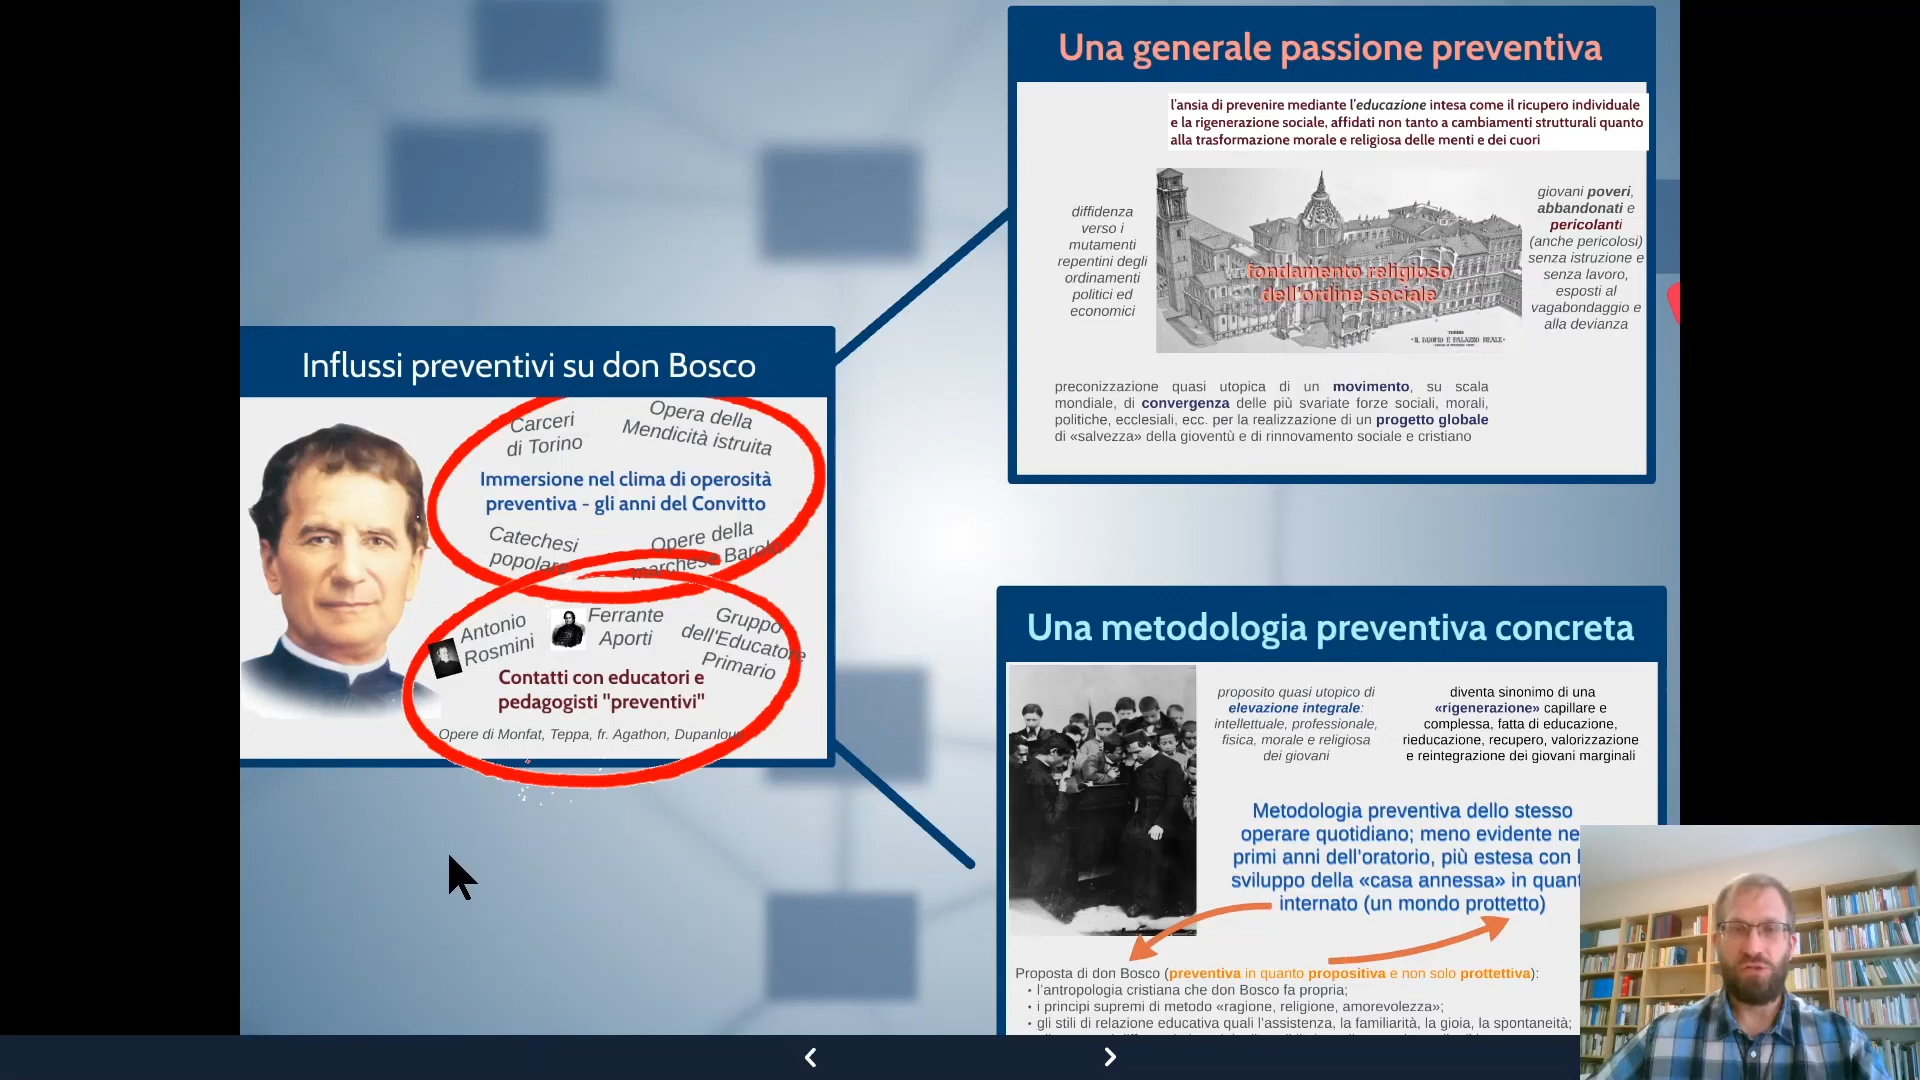 Influssi preventivi su don Bosco
Carceri
di Torino
Opera della
Mendicità istruita
Immersione nel clima di operosità
preventiva - gli anni del Convitto
Catechesi
popolare
Opere della
marchesa Barolo
Antonio
Rosmini
Ferrante
Aporti
Gruppo
dell'Educatore
Primario
Contatti con educatori e
pedagogisti "preventivi"
Opere di Monfat, Teppa, fr. Agathon, Dupanloup
Una generale passione preventiva
l'ansia di prevenire mediante l'educazione intesa come il ricupero individuale
e la rigenerazione sociale, affidati non tanto a cambiamenti strutturali quanto
alla trasformazione morale e religiosa delle menti e dei cuori
diffidenza
verso i
mutamenti
repentini degli
ordinamenti
politici ed
economici
fondamento religioso
dell'ordine sociale
giovani poveri,
abbandonati e
pericolanti
(anche pericolosi)
senza istruzione e
senza lavoro,
esposti al
vagabondaggio e
alla devianza
preconizzazione quasi utopica di un movimento, su scala
mondiale, di convergenza delle più svariate forze sociali, morali,
politiche, ecclesiali, ecc. per la realizzazione di un progetto globale
di «salvezza» della gioventù e di rinnovamento sociale e cristiano
Una metodologia preventiva concreta
proposito quasi utopico di
elevazione integrale:
intellettuale, professionale,
fisica, morale e religiosa
dei giovani
diventa sinonimo di una
«rigenerazione» capillare e
complessa, fatta di educazione,
rieducazione, recupero, valorizzazione
e reintegrazione dei giovani marginali
Metodologia preventiva dello stesso
operare quotidiano; meno evidente ne
primi anni dell'oratorio, più estesa con l
sviluppo della «casa annessa» in quant
internato (un mondo prottetto)
Proposta di don Bosco (preventiva in quanto propositiva e non solo prottettiva):
• l'antropologia cristiana che don Bosco fa propria;
• i principi supremi di metodo «ragione, religione, amorevolezza»;
• gli stili di relazione educativa quali l'assistenza, la familiarità, la gioia, la spontaneità;